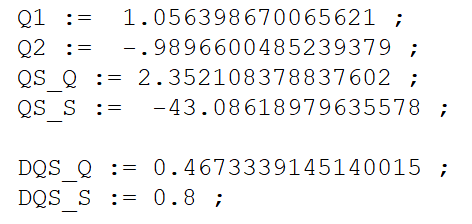 Q1 := 1.056398670065621 ;
Q2 := -.9896600485239379 ;
QS_Q := 2.352108378837602 ;
QS_S := -43.08618979635578 ;
DQS_Q := 0.4673339145140015 ;
DQS_S := 0.8 ;